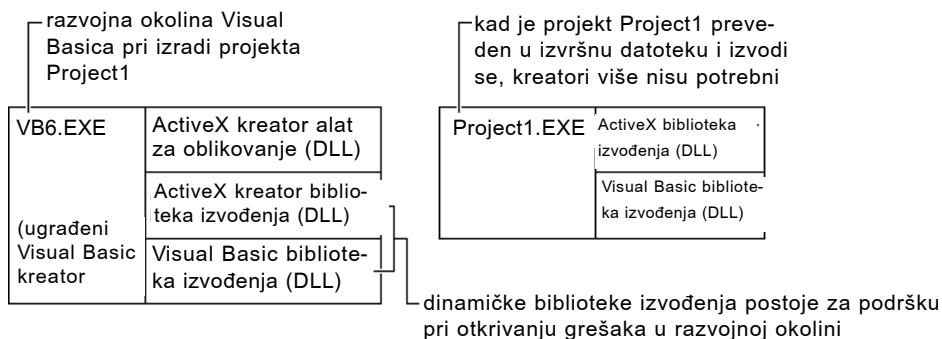 razvojna okolina Visual
Basica pri izradi projekta
Project1
kad je projekt Project1 preve-
den u izvršnu datoteku i izvodi
se, kreatori više nisu potrebni
VB6.EXE
ActiveX kreator alat
za oblikovanje (DLL)
ActiveX kreator biblio-
teka izvođenja (DLL)
(ugrađeni
Visual Basic
kreator
Visual Basic bibliote-
ka izvođenja (DLL)
Project1.EXE
ActiveX biblioteka
izvođenja (DLL)
Visual Basic bibliote-
ka izvođenja (DLL)
dinamičke biblioteke izvođenja postoje za podršku
pri otkrivanju grešaka u razvojnoj okolini